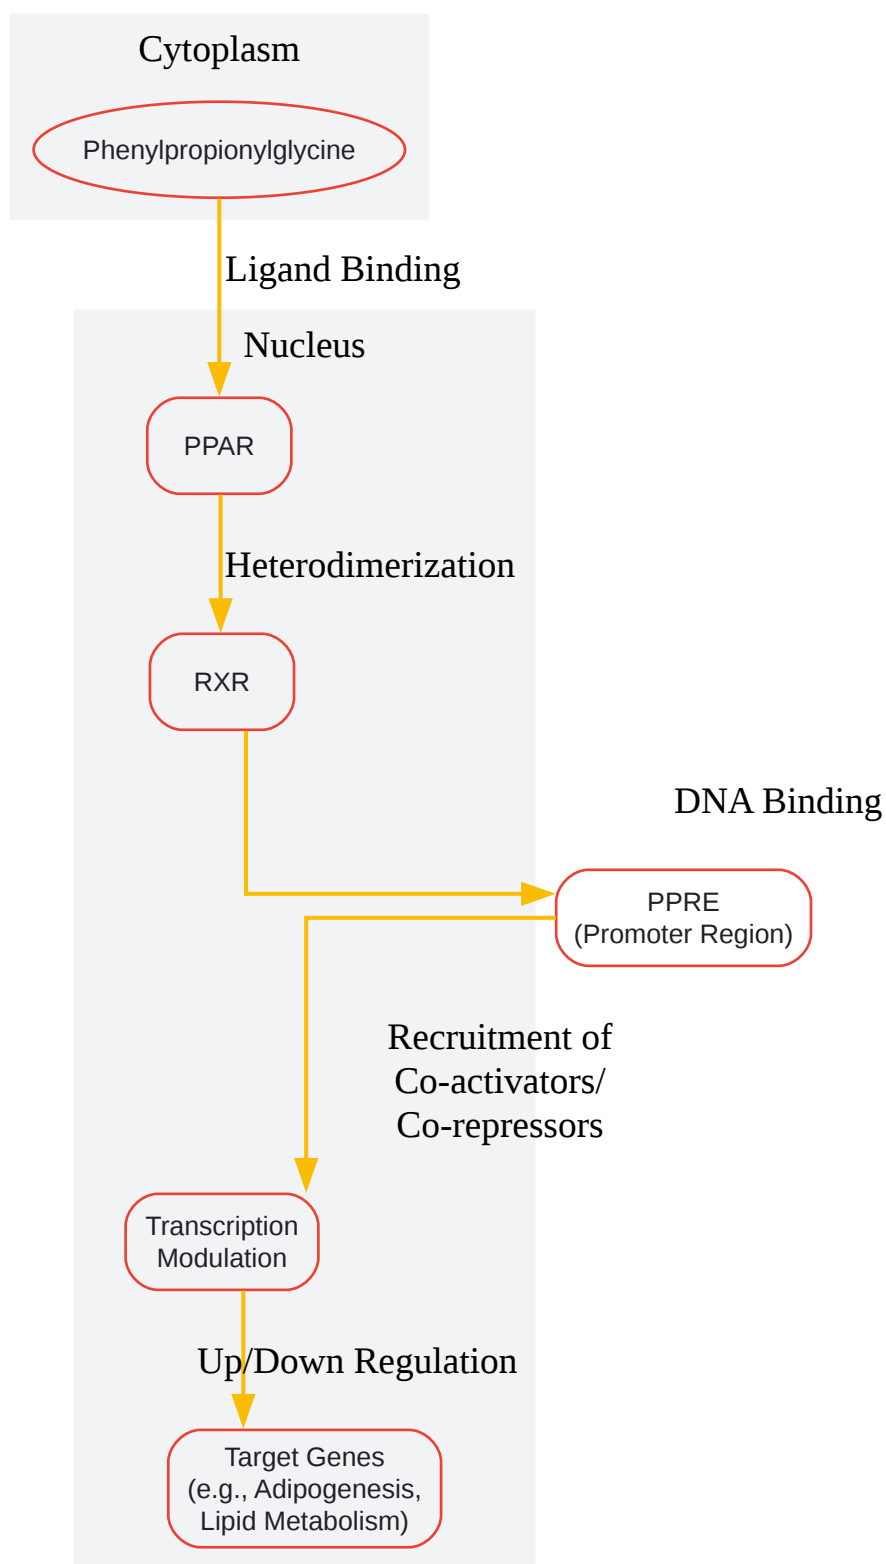 Cytoplasm
Phenylpropionylglycine
Ligand Binding
Nucleus
PPAR
Heterodimerization
RXR
DNA Binding
PPRE
(Promoter Region)
Recruitment of
Co-activators/
Co-repressors
Transcription
Modulation
Up/Down Regulation
Target Genes
(e.g., Adipogenesis,
Lipid Metabolism)